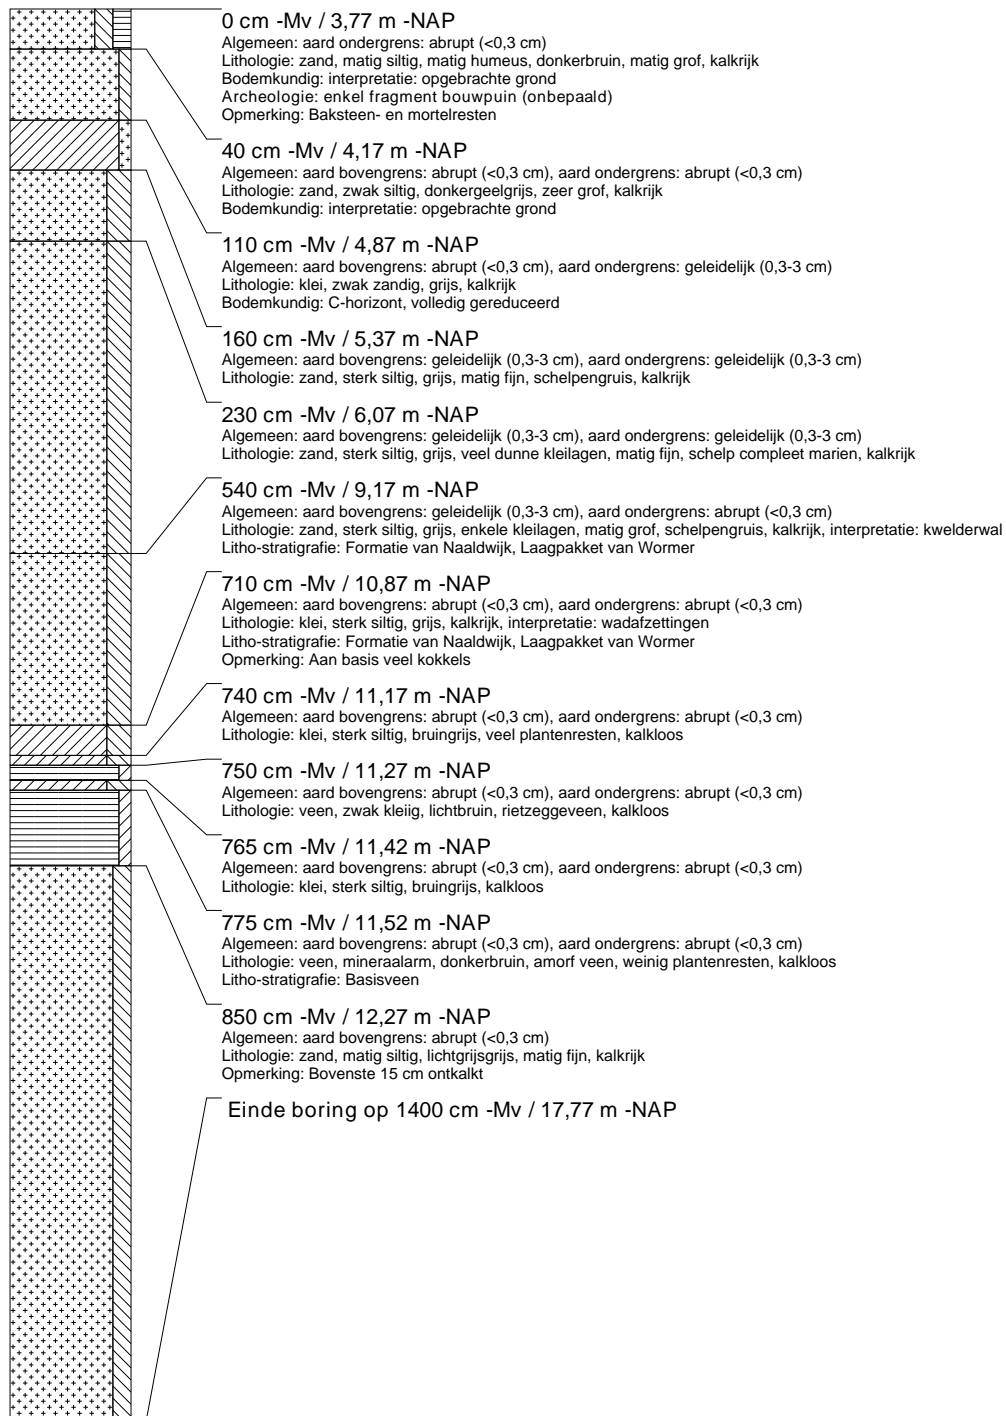 0 cm -Mv / 3,77 m -NAP
Algemeen: aard ondergrens: abrupt (<0,3 cm)
Lithologie: zand, matig siltig, matig humeus, donkerbruin, matig grof, kalkrijk
Bodemkundig: interpretatie: opgebrachte grond
Archeologie: enkel fragment bouwpuin (onbepaald)
Opmerking: Baksteen- en mortelresten
40 cm -Mv / 4,17 m -NAP
Algemeen: aard bovengrens: abrupt (<0,3 cm), aard ondergrens: abrupt (<0,3 cm)
Lithologie: zand, zwak siltig, donkergeelgrijs, zeer grof, kalkrijk
Bodemkundig: interpretatie: opgebrachte grond
110 cm -Mv / 4,87 m -NAP
Algemeen: aard bovengrens: abrupt (<0,3 cm), aard ondergrens: geleidelijk (0,3-3 cm)
Lithologie: klei, zwak zandig, grijs, kalkrijk
Bodemkundig: C-horizont, volledig gereduceerd
160 cm -Mv / 5,37 m -NAP
Algemeen: aard bovengrens: geleidelijk (0,3-3 cm), aard ondergrens: geleidelijk (0,3-3 cm)
Lithologie: zand, sterk siltig, grijs, matig fijn, schelpengruis, kalkrijk
230 cm -Mv / 6,07 m -NAP
Algemeen: aard bovengrens: geleidelijk (0,3-3 cm), aard ondergrens: geleidelijk (0,3-3 cm)
Lithologie: zand, sterk siltig, grijs, veel dunne kleilagen, matig fijn, schelp compleet marien, kalkrijk
540 cm -Mv / 9,17 m -NAP
Algemeen: aard bovengrens: geleidelijk (0,3-3 cm), aard ondergrens: abrupt (<0,3 cm)
Lithologie: zand, sterk siltig, grijs, enkele kleilagen, matig grof, schelpengruis, kalkrijk, interpretatie: kwelderwal
Litho-stratigrafie: Formatie van Naaldwijk, Laagpakket van Wormer
710 cm -Mv / 10,87 m -NAP
Algemeen: aard bovengrens: abrupt (<0,3 cm), aard ondergrens: abrupt (<0,3 cm)
Lithologie: klei, sterk siltig, grijs, kalkrijk, interpretatie: wadafzettingen
Litho-stratigrafie: Formatie van Naaldwijk, Laagpakket van Wormer
Opmerking: Aan basis veel kokkels
740 cm -Mv / 11,17 m -NAP
Algemeen: aard bovengrens: abrupt (<0,3 cm), aard ondergrens: abrupt (<0,3 cm)
Lithologie: klei, sterk siltig, bruingrijs, veel plantenresten, kalkloos
750 cm -Mv / 11,27 m -NAP
Algemeen: aard bovengrens: abrupt (<0,3 cm), aard ondergrens: abrupt (<0,3 cm)
Lithologie: veen, zwak kleiig, lichtbruin, rietzeggeveen, kalkloos
765 cm -Mv / 11,42 m -NAP
Algemeen: aard bovengrens: abrupt (<0,3 cm), aard ondergrens: abrupt (<0,3 cm)
Lithologie: klei, sterk siltig, bruingrijs, kalkloos
775 cm -Mv / 11,52 m -NAP
Algemeen: aard bovengrens: abrupt (<0,3 cm), aard ondergrens: abrupt (<0,3 cm)
Lithologie: veen, mineraalarm, donkerbruin, amorf veen, weinig plantenresten, kalkloos
Litho-stratigrafie: Basisveen
850 cm -Mv / 12,27 m -NAP
Algemeen: aard bovengrens: abrupt (<0,3 cm)
Lithologie: zand, matig siltig, lichtgrijsgrijs, matig fijn, kalkrijk
Opmerking: Bovenste 15 cm ontkalkt
Einde boring op 1400 cm -Mv / 17,77 m -NAP